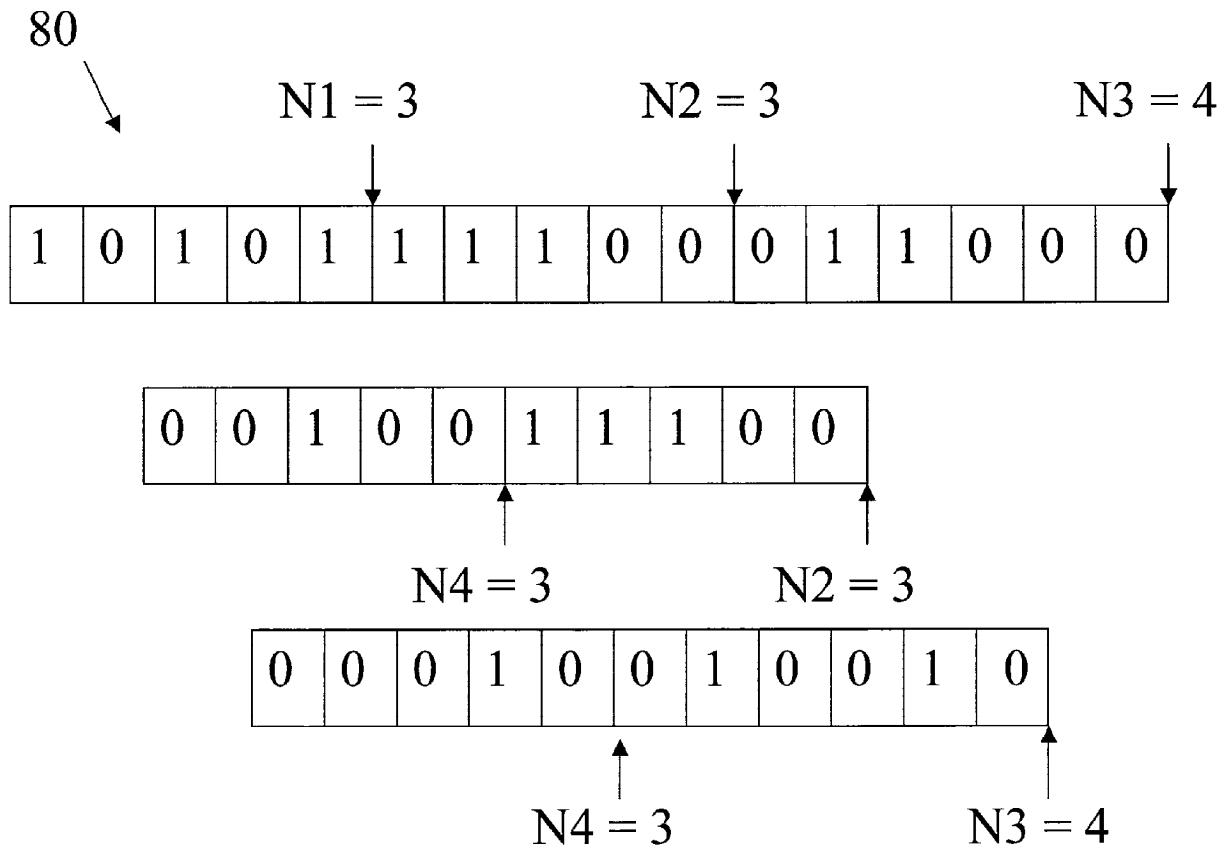 80
N1 = 3 N2 = 3 N3 = 4
1 0 1 0 1 1 1 1 0 0 0 1 1 0 0 0
0 0 1 0 0 1 1 1 0 0
N4 = 3 N2 = 3
0 0 0 1 0 0 1 0 0 1 0
N4 = 3 N3 = 4